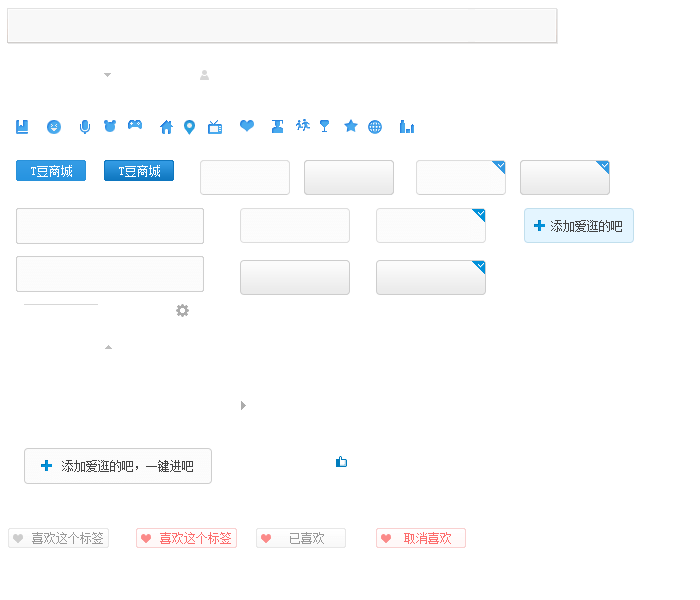 T豆商城
T豆商城
添加爱逛的吧
添加爱逛的吧，一键进吧
喜欢这个标签
喜欢这个标签
已喜欢
取消喜欢